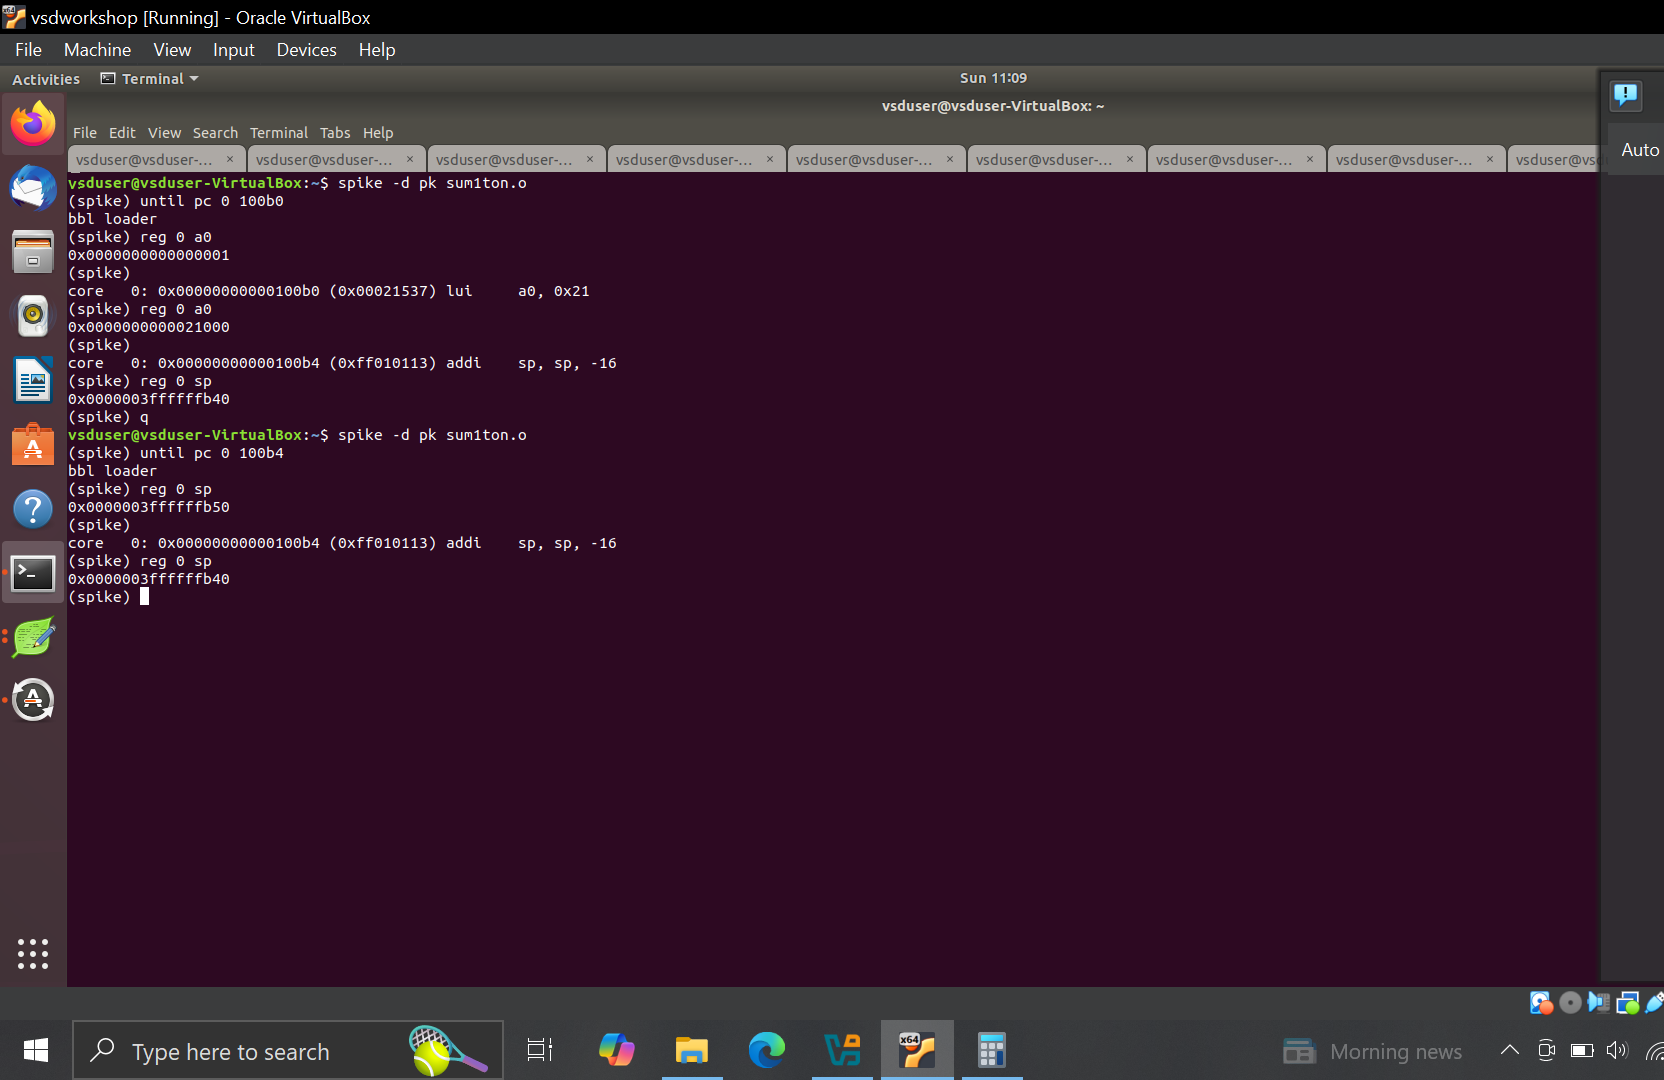 vsdworkshop [Running] - Oracle VirtualBox
File Machine View Input Devices Help
Activities Terminal Sun 11:09
vsduser@vsduser-VirtualBox: ~
File Edit View Search Terminal Tabs Help
vsduser@vsduser-... × vsduser@vsduser-... × vsduser@vsduser-... × vsduser@vsduser-... × vsduser@vsduser-... × vsduser@vsduser-... × vsduser@vsduser-... × vsduser@vsduser-... ×
Auto
vsduser@vsduser-VirtualBox:~$ spike -d pk sum1ton.o
(spike) until pc 0 100b0
bbl loader
(spike) reg 0 a0
0x0000000000000001
(spike)
core   0: 0x00000000000100b0 (0x00021537) lui     a0, 0x21
(spike) reg 0 a0
0x0000000000021000
(spike)
core   0: 0x00000000000100b4 (0xff010113) addi    sp, sp, -16
(spike) reg 0 sp
0x0000003ffffffb40
(spike) q
vsduser@vsduser-VirtualBox:~$ spike -d pk sum1ton.o
(spike) until pc 0 100b4
bbl loader
(spike) reg 0 sp
0x0000003ffffffb50
(spike)
core   0: 0x00000000000100b4 (0xff010113) addi    sp, sp, -16
(spike) reg 0 sp
0x0000003ffffffb40
(spike)
Type here to search
x64
Morning news